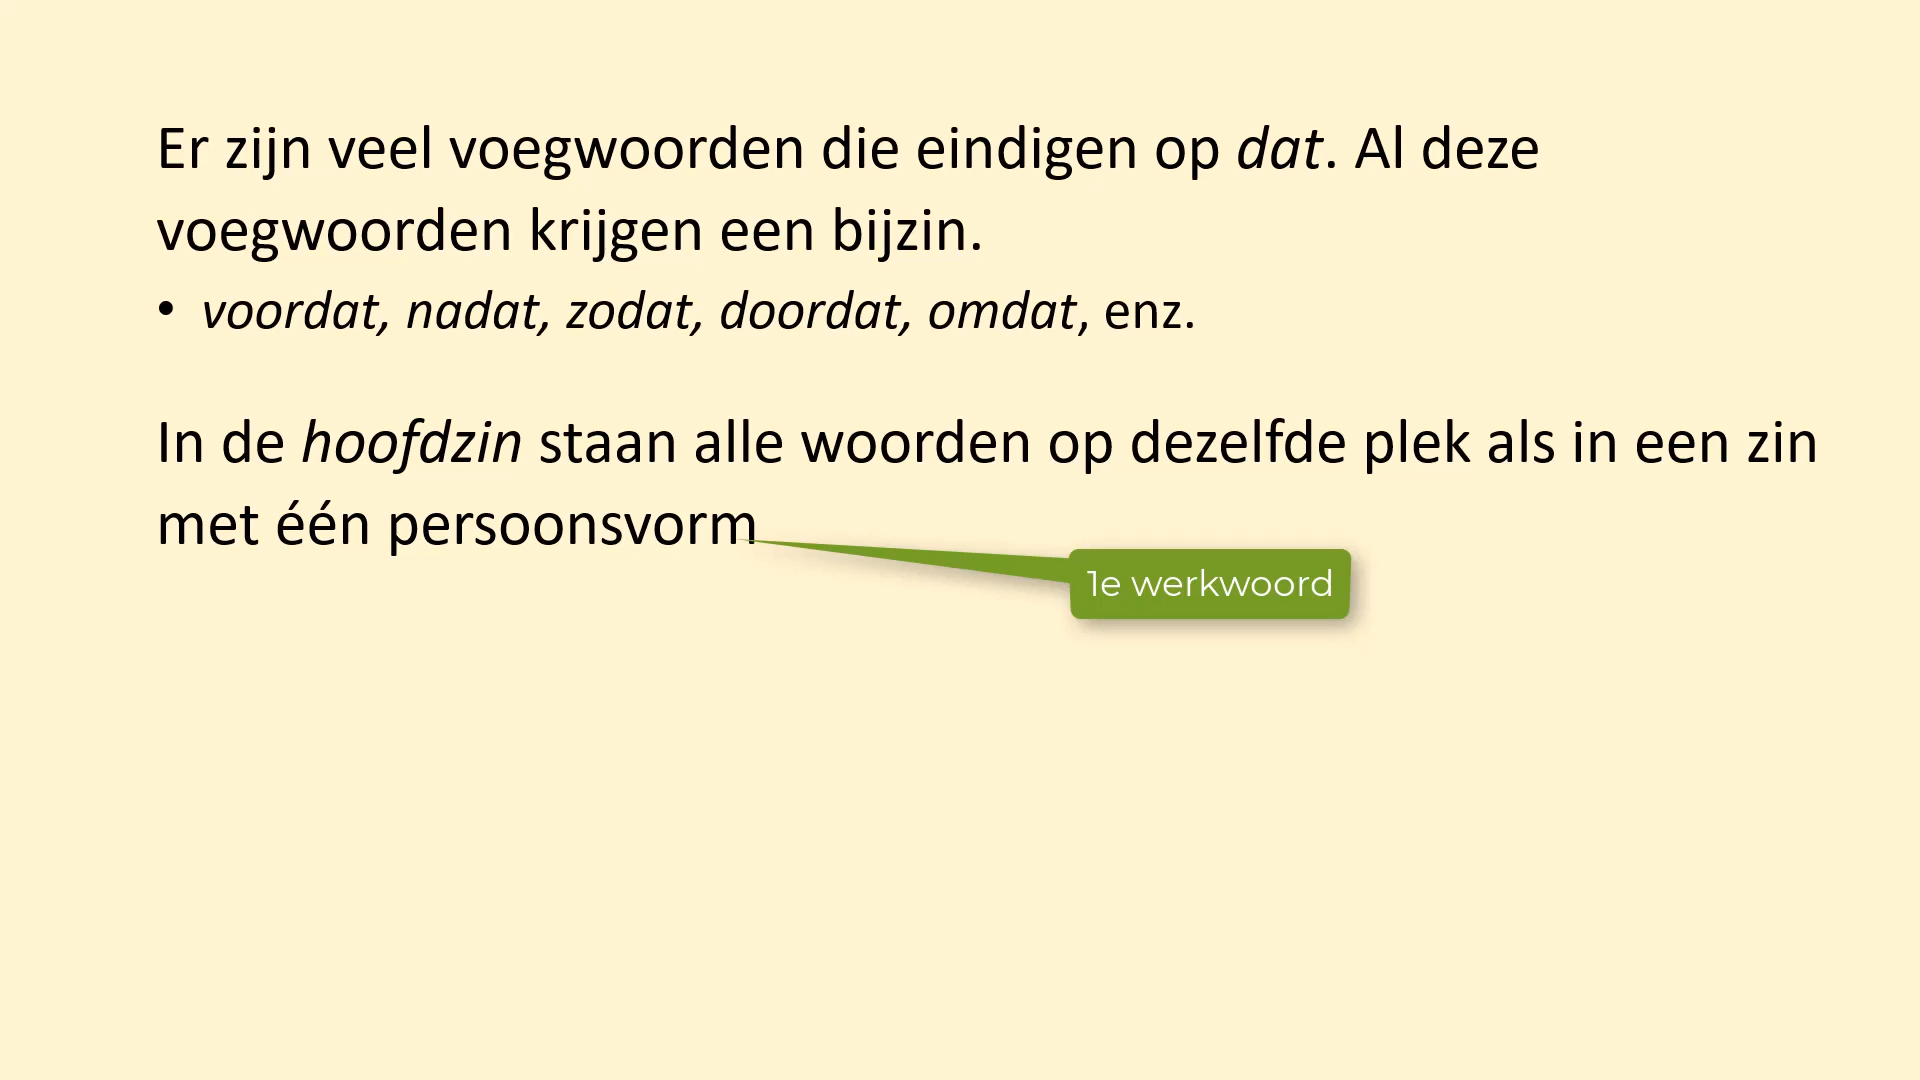 Er zijn veel voegwoorden die eindigen op dat. Al deze
voegwoorden krijgen een bijzin.
• voordat, nadat, zodat, doordat, omdat, enz.
In de hoofdzin staan alle woorden op dezelfde plek als in een zin
met één persoonsvorm
1e werkwoord